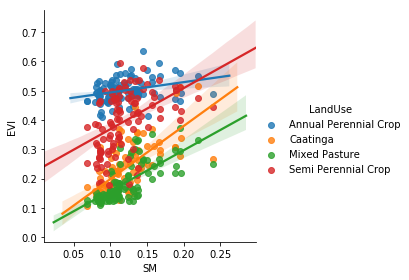 0.7
0.6
0.5
0.4
0.3
0.2
0.1
0.0
EVI
0.05 0.10 0.15 0.20 0.25
SM
LandUse
Annual Perennial Crop
Caatinga
Mixed Pasture
Semi Perennial Crop